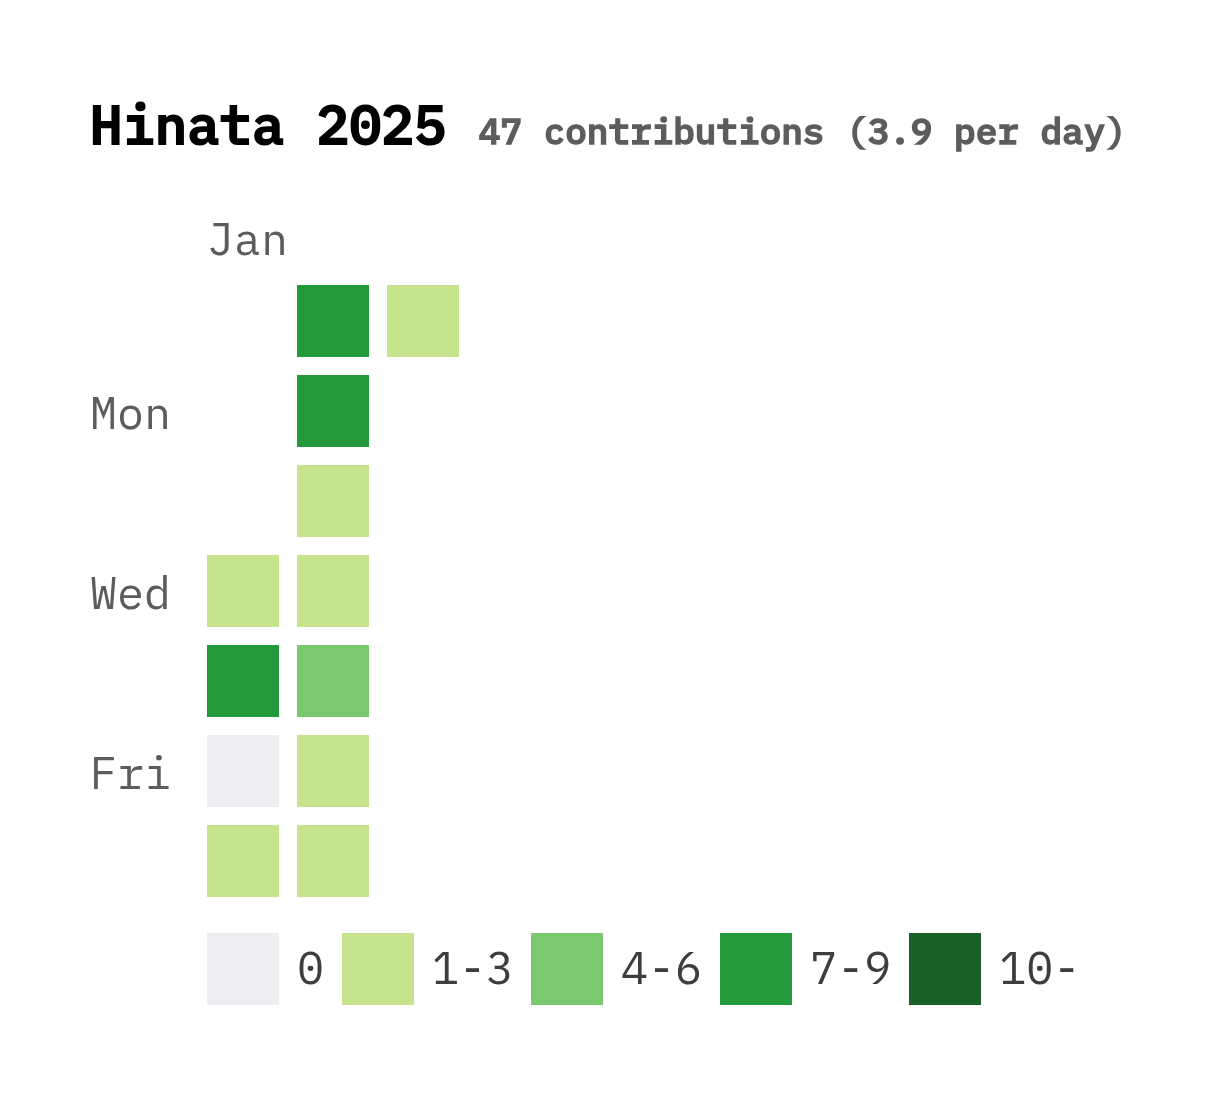 Hinata 2025 47 contributions (3.9 per day)
Jan
Mon
Wed
Fri
0 1-3 4-6 7-9 10-